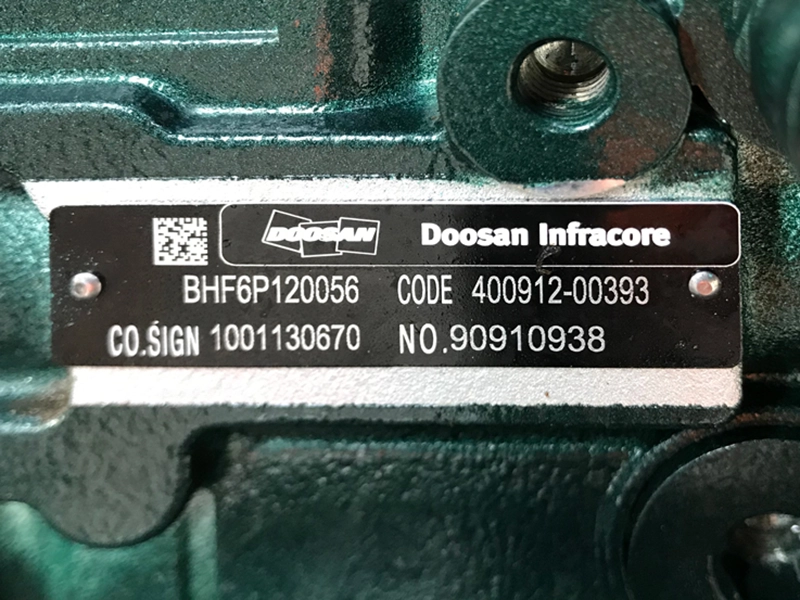 DOOSAN Doosan Infracore
BHF6P120056 CODE 400912-00393
CO.SIGN 1001130670 NO.90910938